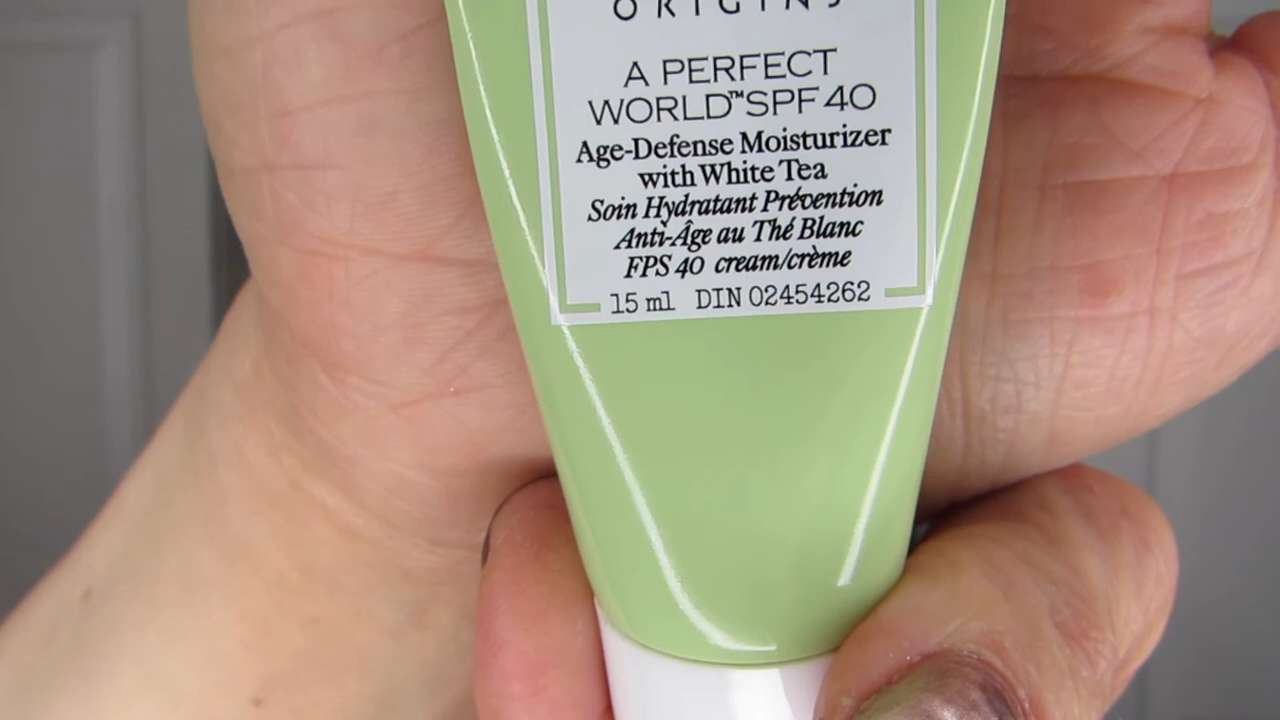 ORIGINS
A PERFECT
WORLD™SPF 40
Age-Defense Moisturizer
with White Tea
Soin Hydratant Prévention
Anti-Âge au Thé Blanc
FPS 40 cream/crème
15 ml DIN 02454262